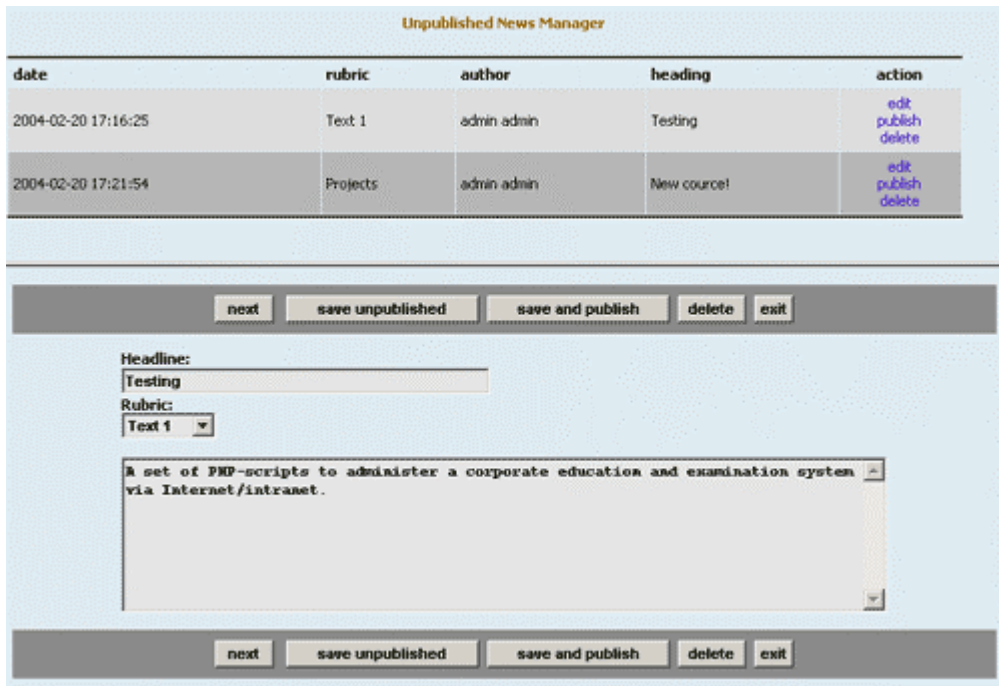 Unpublished News Manager
date rubric author heading action
2004-02-20 17:16:25 Text 1 admin admin Testing edit
publish
delete
2004-02-20 17:21:54 Projects admin admin New cource! edit
publish
delete
next save unpublished save and publish delete exit
Headline:
Testing
Rubric:
Text 1
A set of PHP-scripts to administer a corporate education and examination system
via Internet/intranet.
next save unpublished save and publish delete exit